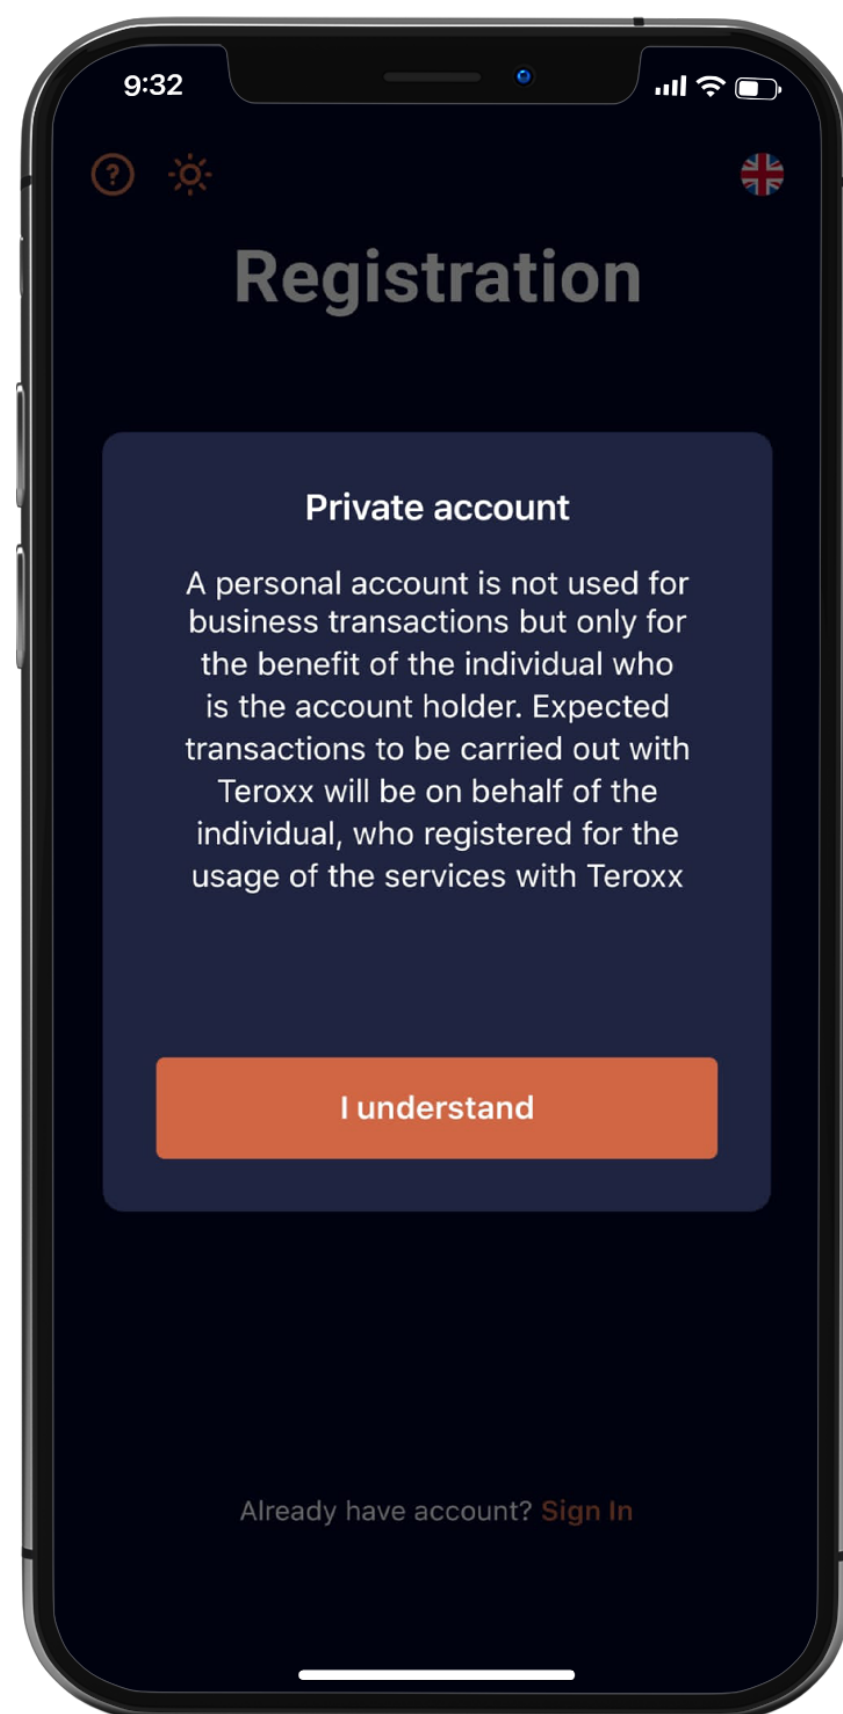 9:32
?
Registration
Private account
A personal account is not used for
business transactions but only for
the benefit of the individual who
is the account holder. Expected
transactions to be carried out with
Teroxx will be on behalf of the
individual, who registered for the
usage of the services with Teroxx
I understand
Already have account? Sign In